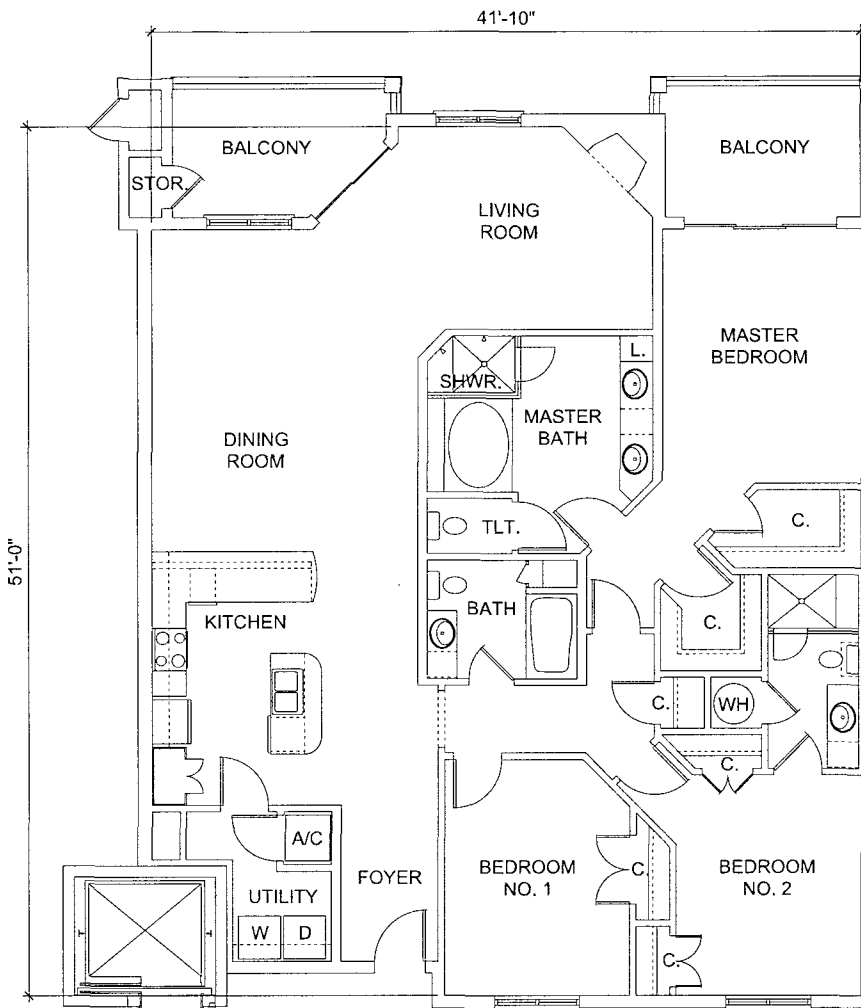 41'-10"
BALCONY
BALCONY
STOR.
LIVING
ROOM
MASTER
BEDROOM
L.
SHWR.
MASTER
BATH
DINING
ROOM
51'-0"
TLT.
C.
BATH
KITCHEN
C.
C.
WH
C.
A/C
BEDROOM
NO. 1
C.
BEDROOM
NO. 2
FOYER
UTILITY
W
D
C.